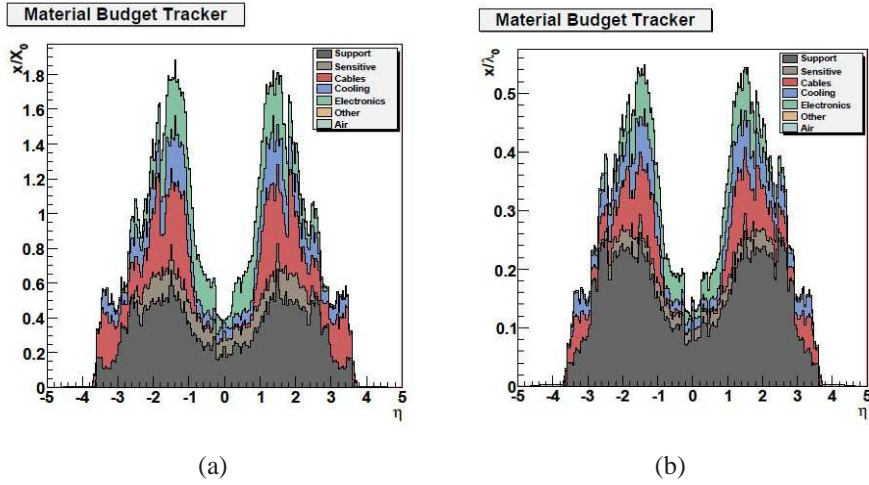 Material Budget Tracker
x/X0
1.8
1.6
1.4
1.2
1
0.8
0.6
0.4
0.2
0
-5 -4 -3 -2 -1 0 1 2 3 4 5
η
Support
Sensitive
Cables
Cooling
Electronics
Other
Air
(a)
Material Budget Tracker
x/λ0
0.5
0.4
0.3
0.2
0.1
0
-5 -4 -3 -2 -1 0 1 2 3 4 5
η
Support
Sensitive
Cables
Cooling
Electronics
Other
Air
(b)